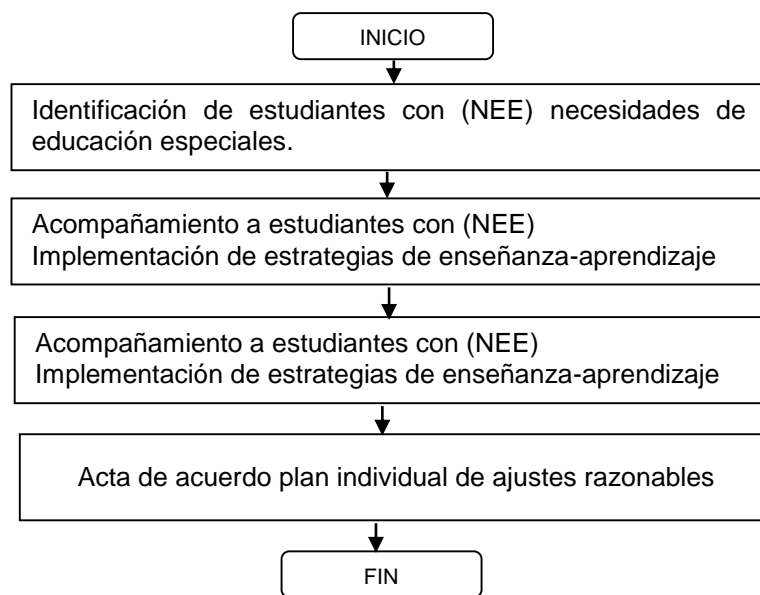 INICIO
Identificación de estudiantes con (NEE) necesidades de
educación especiales.
Acompañamiento a estudiantes con (NEE)
Implementación de estrategias de enseñanza-aprendizaje
Acompañamiento a estudiantes con (NEE)
Implementación de estrategias de enseñanza-aprendizaje
Acta de acuerdo plan individual de ajustes razonables
FIN